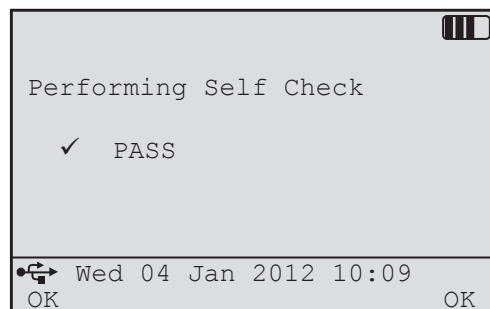 Performing Self Check
✓ PASS
Wed 04 Jan 2012 10:09
OK OK